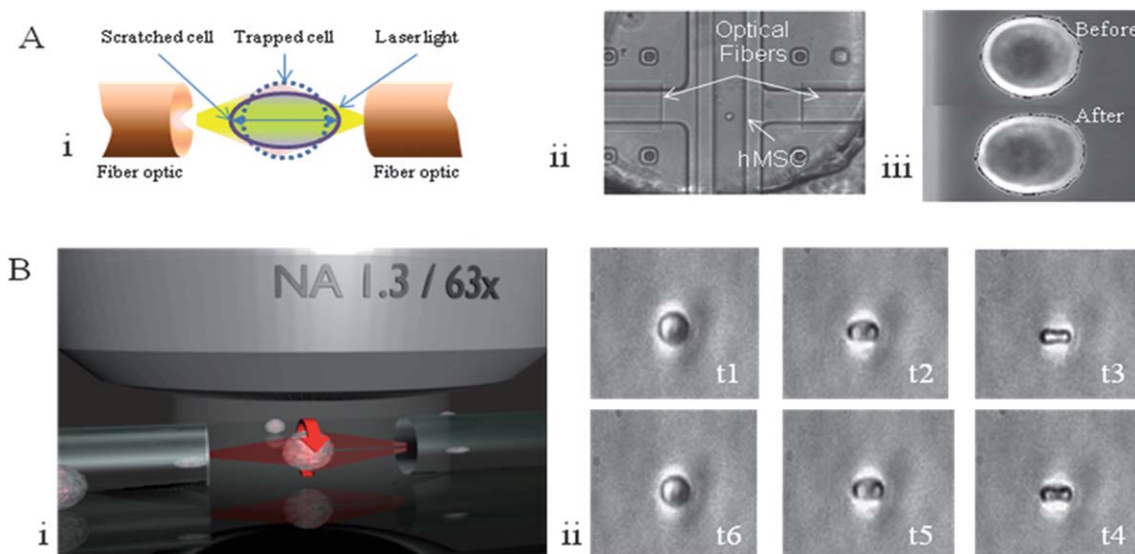 A
Scratched cell
Trapped cell
Laser light
Fiber optic
Fiber optic
i
Optical
Fibers
hMSC
ii
Before
After
iii
B
NA 1.3 / 63x
i
t1
t2
t3
t6
t5
t4
ii